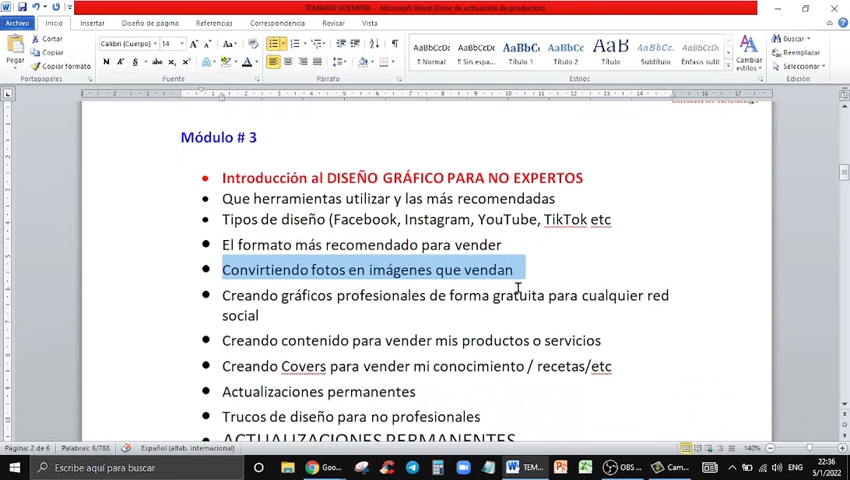 TEMARIO UDEMPRE - Microsoft Word (Error de activación de productos)
Archivo Inicio Insertar Diseño de página Referencias Correspondencia Revisar Vista
Cortar
Copiar
Copiar formato
Pegar
Portapapeles
Calibri (Cuerpo) 14
Fuente
Párrafo
AaBbCcDc AaBbCcDc AaBbC AaBbCc AaB AaBbCcL AaBbCcDc
¶ Normal ¶ Sin espa... Título 1 Título 2 Título Subtítulo Énfasis sutil
Estilos
Cambiar estilos
Buscar
Reemplazar
Seleccionar
Edición
Módulo # 3
• Introducción al DISEÑO GRÁFICO PARA NO EXPERTOS
• Que herramientas utilizar y las más recomendadas
• Tipos de diseño (Facebook, Instagram, YouTube, TikTok etc
• El formato más recomendado para vender
• Convirtiendo fotos en imágenes que vendan
• Creando gráficos profesionales de forma gratuita para cualquier red
social
• Creando contenido para vender mis productos o servicios
• Creando Covers para vender mi conocimiento / recetas/etc
• Actualizaciones permanentes
• Trucos de diseño para no profesionales
• ACTUALIZACIONES PERMANENTES
Página: 2 de 6 Palabras: 6/788 Español (alfab. internacional) 140%
Escribe aquí para buscar
Goo... TEM... OBS ... Cam... ENG
22:36
5/1/2022